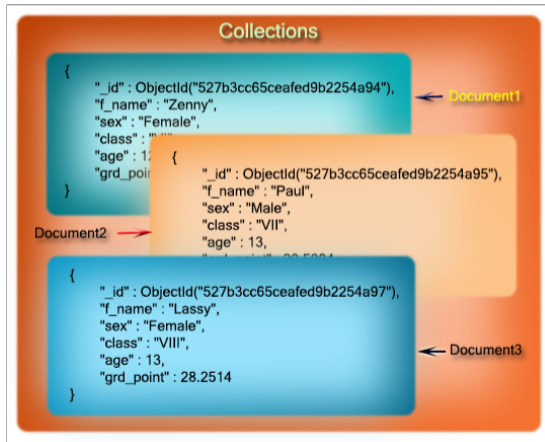 Collections
{
"_id" : ObjectId("527b3cc65ceafed9b2254a94"),
"f_name" : "Zenny",
"sex" : "Female",
"class" :
"age" :
}
Document1
{
"_id" : ObjectId("527b3cc65ceafed9b2254a95"),
"f_name" : "Paul",
"sex" : "Male",
"class" : "VII",
"age" : 13,
Document2
{
"_id" : ObjectId("527b3cc65ceafed9b2254a97"),
"f_name" : "Lassy",
"sex" : "Female",
"class" : "VIII",
"age" : 13,
"grd_point" : 28.2514
}
Document3